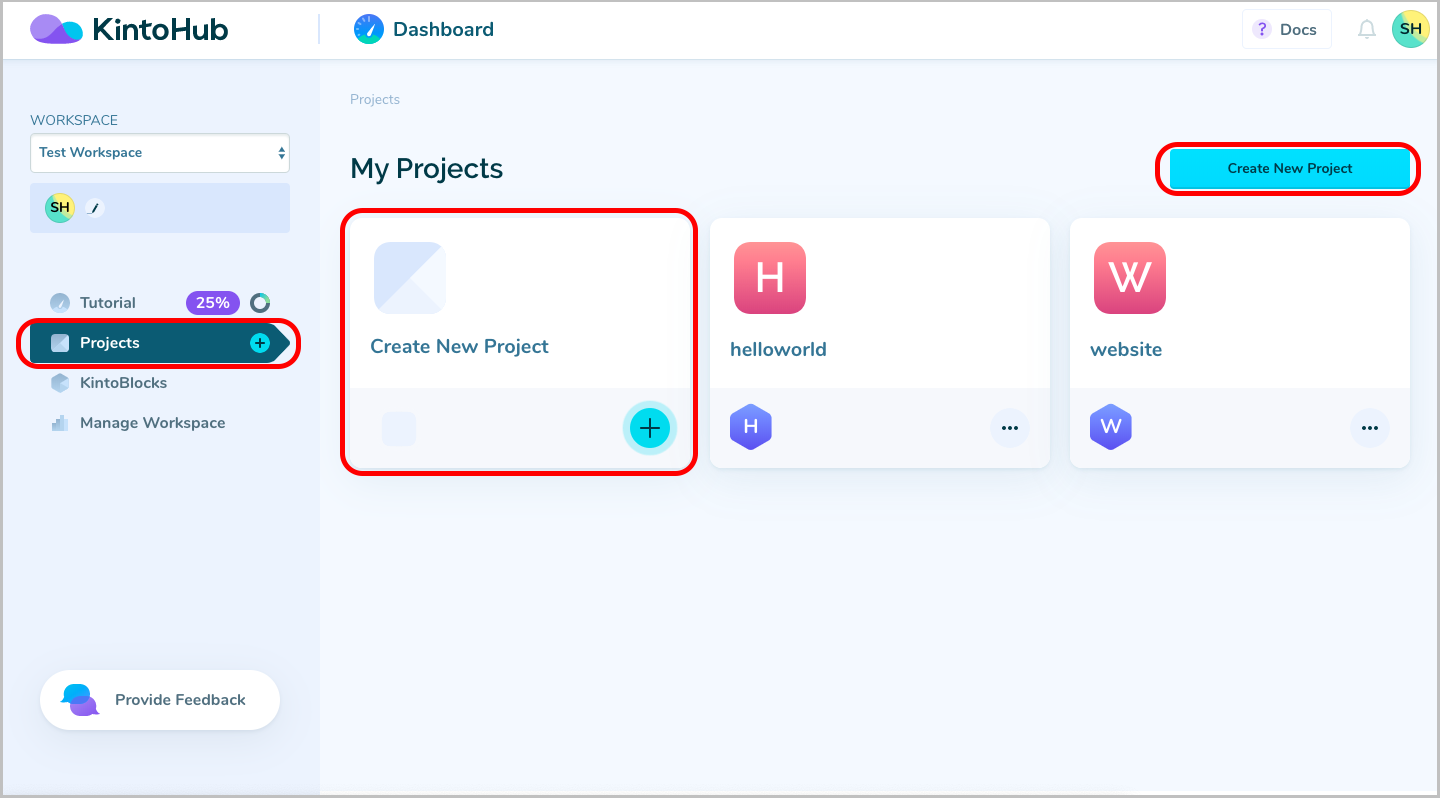 KintoHub
Dashboard
? Docs
SH
WORKSPACE
Test Workspace
SH
Tutorial 25%
Projects
KintoBlocks
Manage Workspace
Provide Feedback
Projects
My Projects
Create New Project
Create New Project
H
helloworld
H
W
website
W